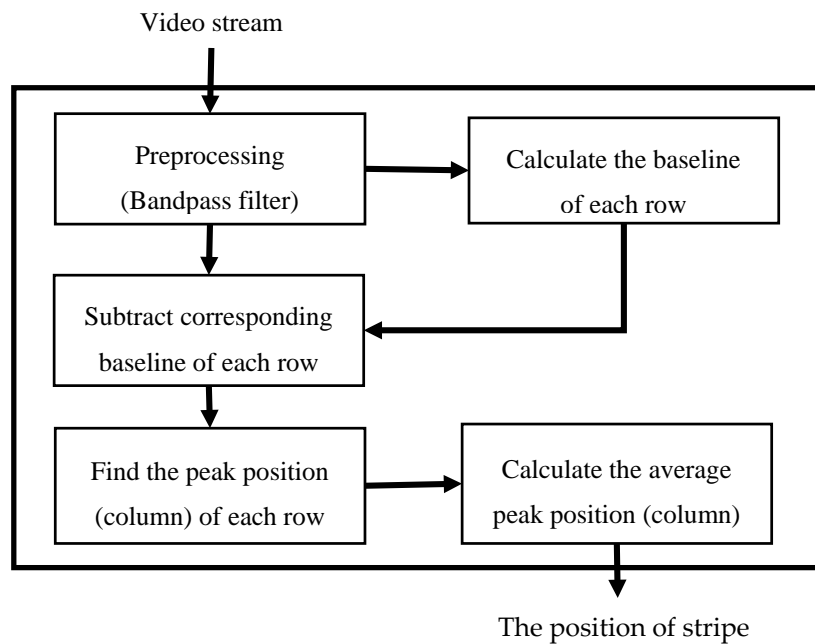 Video stream
Preprocessing
(Bandpass filter)
Calculate the baseline
of each row
Subtract corresponding
baseline of each row
Find the peak position
(column) of each row
Calculate the average
peak position (column)
The position of stripe